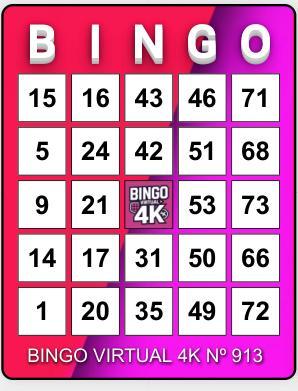 B I N G O
15 16 43 46 71
5 24 42 51 68
9 21 BINGO VIRTUAL 4K 53 73
14 17 31 50 66
1 20 35 49 72
BINGO VIRTUAL 4K Nº 913